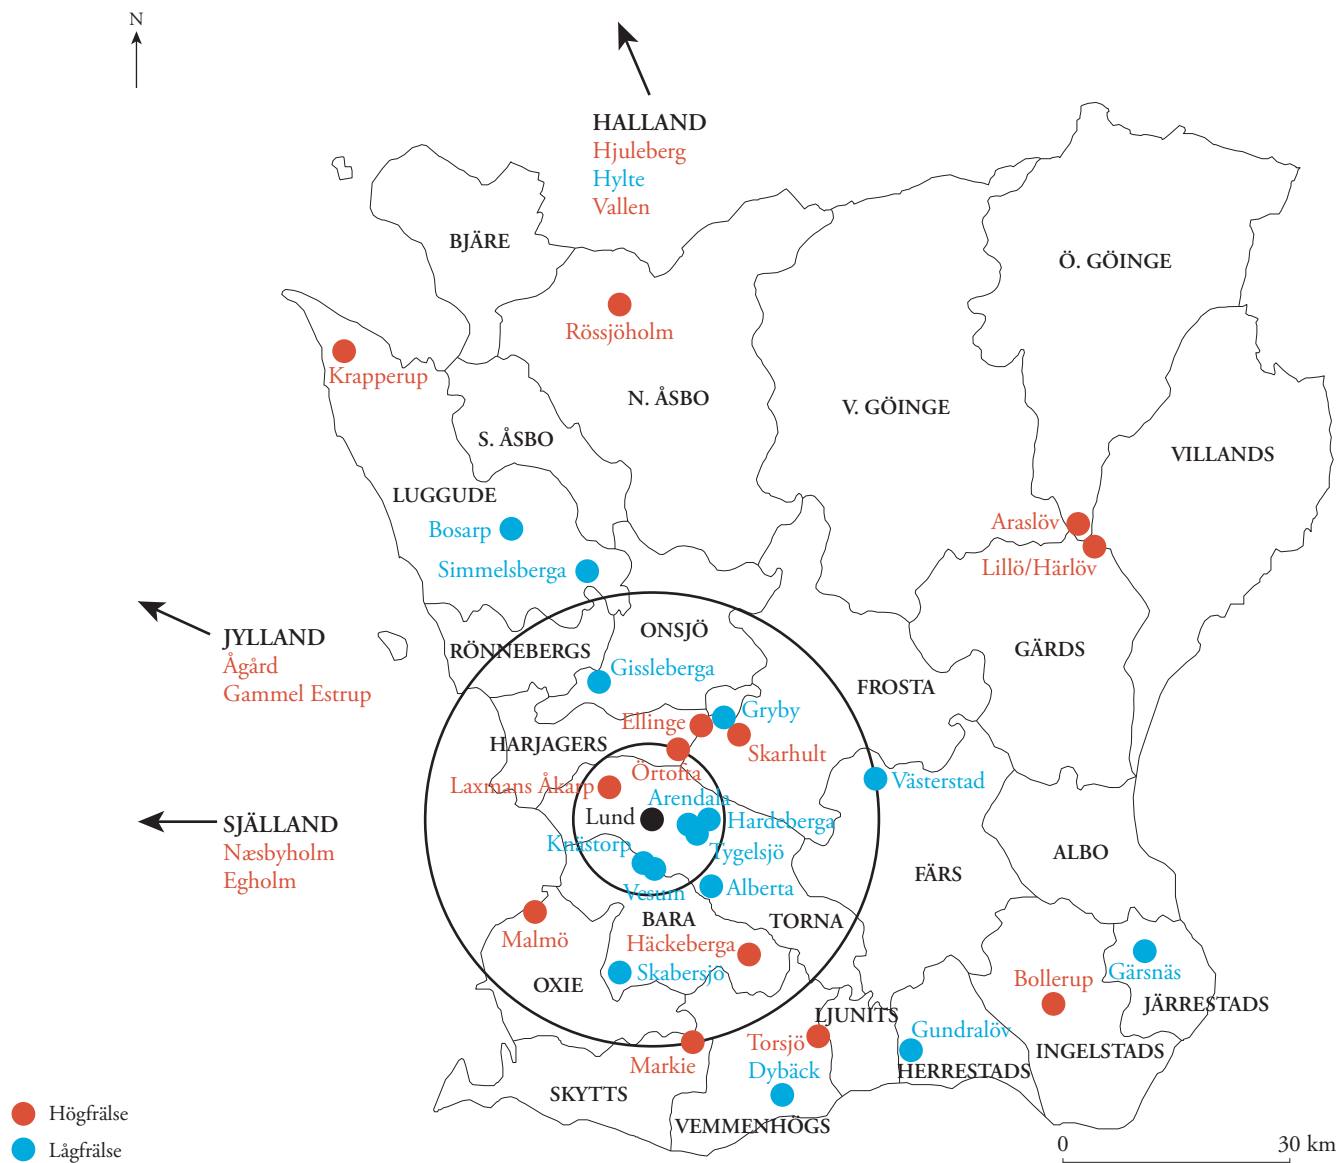 N
HALLAND
Hjuleberg
Hylte
Vallen
BJÄRE
Ö. GÖINGE
Rössjöholm
Krapperup
N. ÅSBO
V. GÖINGE
S. ÅSBO
VILLANDS
LUGGUDE
Bosarp
Araslöv
Simmelsberga
Lillö/Härlöv
JYLLAND
Ågård
Gammel Estrup
ONSJÖ
RÖNNEBERGS
GÄRDS
Gissleberga
FROSTA
Gryby
Ellinge
HARJAGERS
Skarhult
Örtofta
Västerstad
Laxmans Åkarp
Arendala
Lund
Hardeberga
SJÄLLAND
Næsbyholm
Egholm
Knästorp
Tygelsjö
ALBO
FÄRS
Vesum
Alberta
BARA
TORNA
Malmö
Häckeberga
Skabersjö
OXIE
Gärsnäs
Bollerup
JÄRRESTADS
LJUNITS
Gundralöv
Torsjö
INGELSTADS
Markie
Dybäck
HERRESTADS
SKYTTS
VEMMENHÖGS
Högfrälse
Lågfrälse
0 30 km